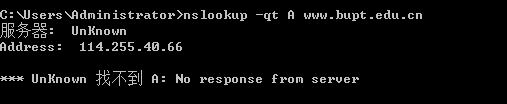 C:\Users\Administrator>nslookup -qt A www.bupt.edu.cn
服务器:  UnKnown
Address:  114.255.40.66
*** UnKnown 找不到 A: No response from server